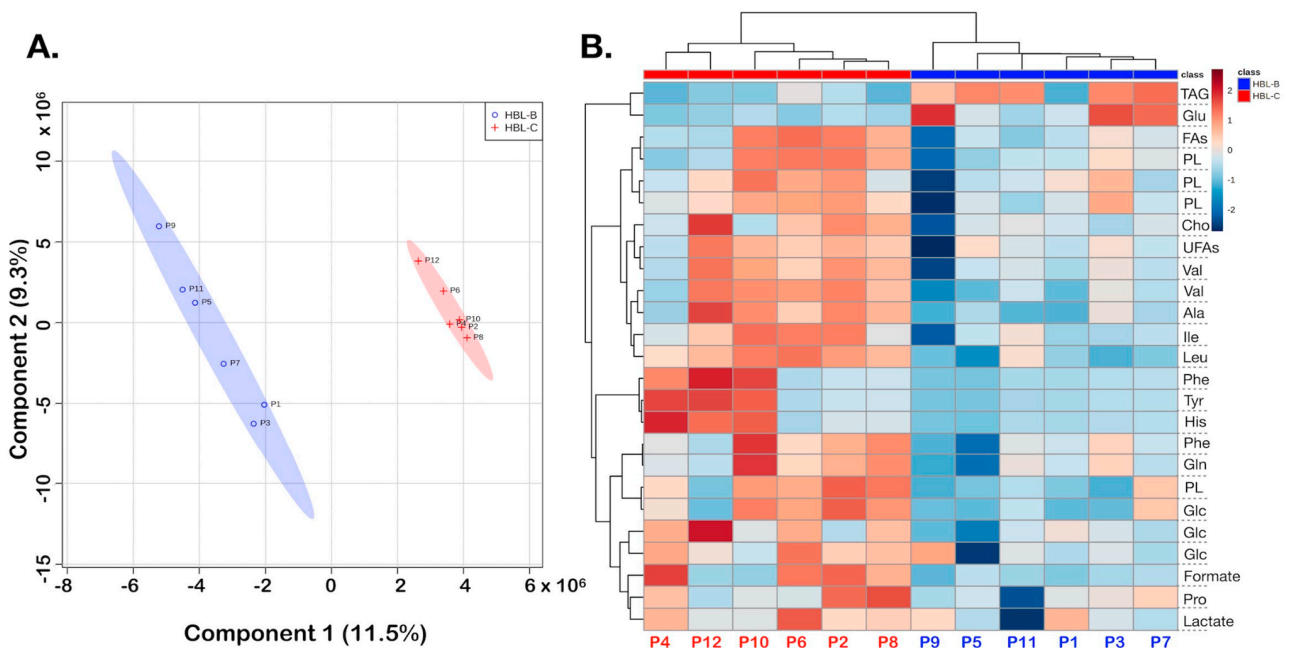 A.
x 10⁶
HBL-B
HBL-C
10
5
0
-5
-10
-15
Component 2 (9.3%)
P9
P11
P5
P7
P1
P3
P12
P6
P10
P2
P8
-8 -6 -4 -2 0 2 4 6 x 10⁶
Component 1 (11.5%)
B.
class
TAG
Glu
FAs
PL
PL
PL
Cho
UFAs
Val
Val
Ala
Ile
Leu
Phe
Tyr
His
Phe
Gln
PL
Glc
Glc
Glc
Formate
Pro
Lactate
P4 P12 P10 P6 P2 P8 P9 P5 P11 P1 P3 P7
2
1
0
-1
-2
class
HBL-B
HBL-C